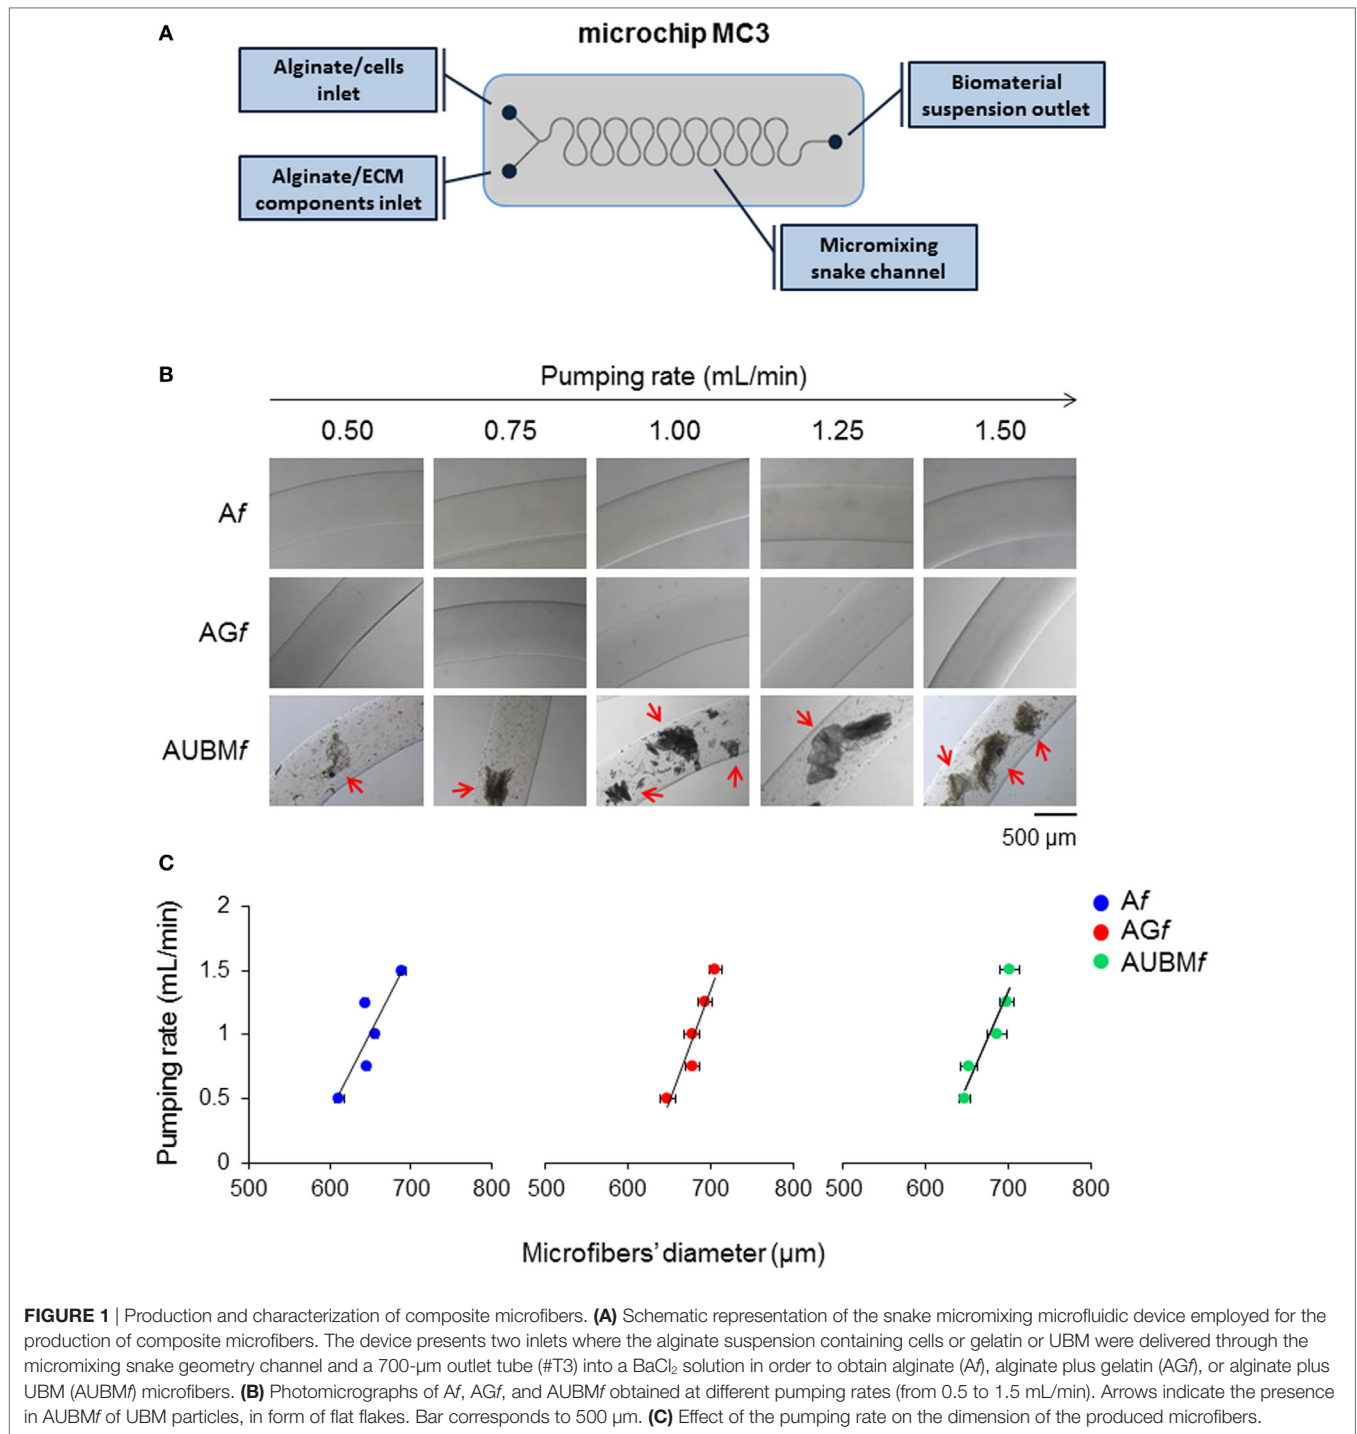 A
microchip MC3
Alginate/cells
inlet
Biomaterial
suspension outlet
Alginate/ECM
components inlet
Micromixing
snake channel
B
Pumping rate (mL/min)
0.50 0.75 1.00 1.25 1.50
Af
AGf
AUBMf
500 µm
C
Pumping rate (mL/min)
2
1.5
1
0.5
0
500 600 700 800 500 600 700 800 500 600 700 800
Microfibers’ diameter (µm)
Af
AGf
AUBMf
FIGURE 1 | Production and characterization of composite microfibers. (A) Schematic representation of the snake micromixing microfluidic device employed for the
production of composite microfibers. The device presents two inlets where the alginate suspension containing cells or gelatin or UBM were delivered through the
micromixing snake geometry channel and a 700-µm outlet tube (#T3) into a BaCl₂ solution in order to obtain alginate (Af), alginate plus gelatin (AGf), or alginate plus
UBM (AUBMf) microfibers. (B) Photomicrographs of Af, AGf, and AUBMf obtained at different pumping rates (from 0.5 to 1.5 mL/min). Arrows indicate the presence
in AUBMf of UBM particles, in form of flat flakes. Bar corresponds to 500 µm. (C) Effect of the pumping rate on the dimension of the produced microfibers.